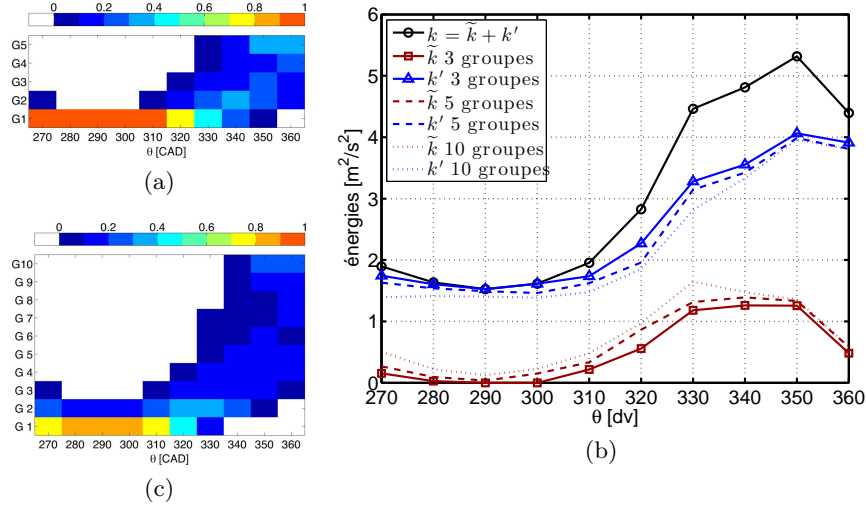 0 0.2 0.4 0.6 0.8 1
G5
G4
G3
G2
G1
270 280 290 300 310 320 330 340 350 360
θ [CAD]
(a)
0 0.2 0.4 0.6 0.8 1
G10
G 9
G 8
G 7
G 6
G 5
G 4
G 3
G 2
G 1
270 280 290 300 310 320 330 340 350 360
θ [CAD]
(c)
6
5
4
3
2
1
0
energies [m²/s²]
k = k̃ + k′
k̃ 3 groupes
k′ 3 groupes
k̃ 5 groupes
k′ 5 groupes
k̃ 10 groupes
k′ 10 groupes
270 280 290 300 310 320 330 340 350 360
θ [dv]
(b)